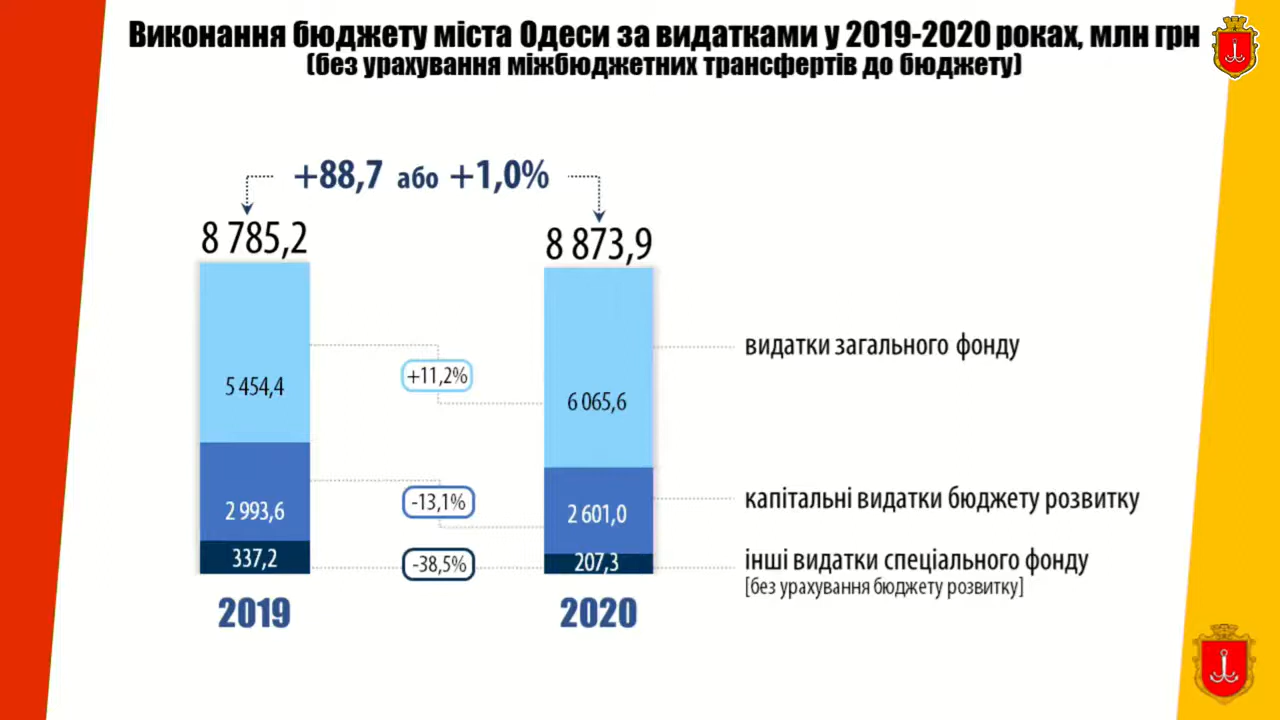 Виконання бюджету міста Одеси за видатками у 2019-2020 роках, млн грн
(без урахування міжбюджетних трансфертів до бюджету)
+88,7 або +1,0%
8 785,2
8 873,9
видатки загального фонду
+11,2%
5 454,4
6 065,6
капітальні видатки бюджету розвитку
-13,1%
2 993,6
2 601,0
інші видатки спеціального фонду
[без урахування бюджету розвитку]
337,2
-38,5%
207,3
2019
2020